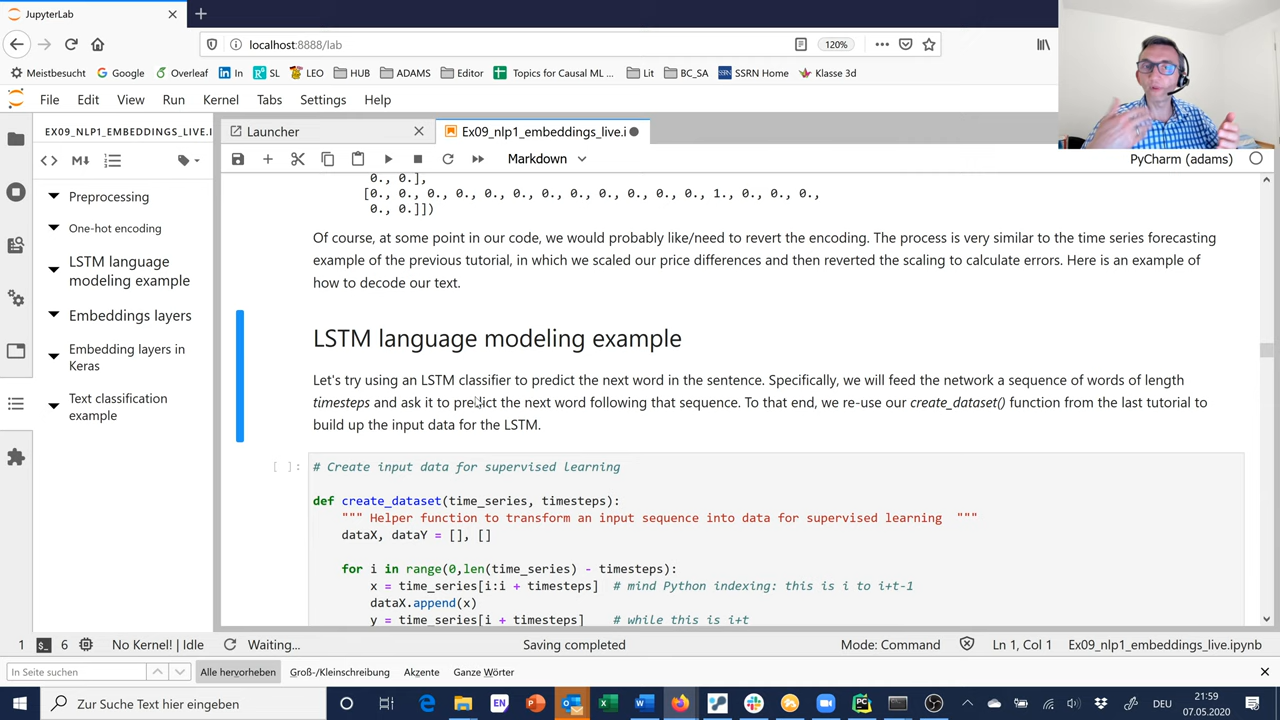 JupyterLab
localhost:8888/lab
120%
Meistbesucht Google Overleaf In SL LEO HUB ADAMS Editor Topics for Causal ML ... Lit BC_SA SSRN Home Klasse 3d
File Edit View Run Kernel Tabs Settings Help
EX09_NLP1_EMBEDDINGS_LIVE.I
Launcher
Ex09_nlp1_embeddings_live.i
Markdown
PyCharm (adams)
Preprocessing
One-hot encoding
LSTM language
modeling example
Embeddings layers
Embedding layers in
Keras
Text classification
example
0., 0.],
[0., 0., 0., 0., 0., 0., 0., 0., 0., 0., 0., 0., 1., 0., 0., 0.,
0., 0.]])
Of course, at some point in our code, we would probably like/need to revert the encoding. The process is very similar to the time series forecasting
example of the previous tutorial, in which we scaled our price differences and then reverted the scaling to calculate errors. Here is an example of
how to decode our text.
LSTM language modeling example
Let's try using an LSTM classifier to predict the next word in the sentence. Specifically, we will feed the network a sequence of words of length
timesteps and ask it to predict the next word following that sequence. To that end, we re-use our create_dataset() function from the last tutorial to
build up the input data for the LSTM.
[ ]:
# Create input data for supervised learning
def create_dataset(time_series, timesteps):
""" Helper function to transform an input sequence into data for supervised learning """
dataX, dataY = [], []
for i in range(0,len(time_series) - timesteps):
x = time_series[i:i + timesteps] # mind Python indexing: this is i to i+t-1
dataX.append(x)
y = time_series[i + timesteps] # while this is i+t
1 6 No Kernel! | Idle Waiting... Saving completed Mode: Command Ln 1, Col 1 Ex09_nlp1_embeddings_live.ipynb
In Seite suchen Alle hervorheben Groß-/Kleinschreibung Akzente Ganze Wörter
Zur Suche Text hier eingeben
EN
DEU
21:59
07.05.2020